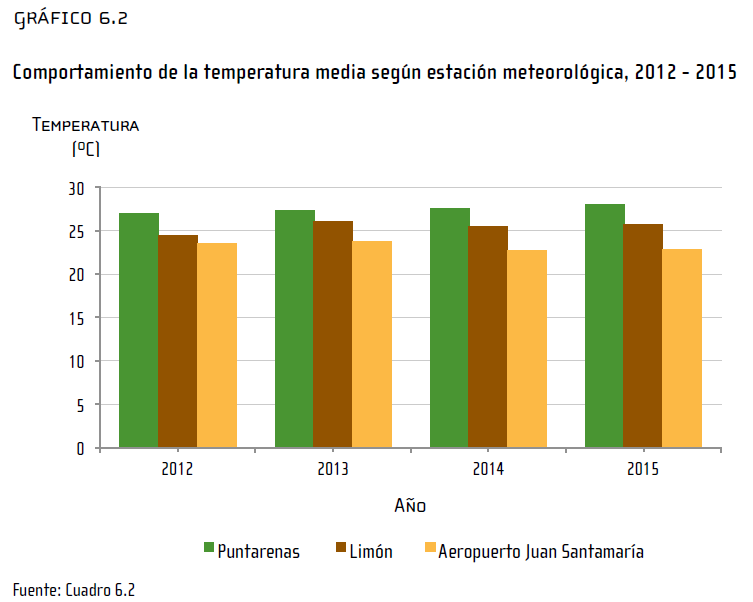 GRÁFICO 6.2
Comportamiento de la temperatura media según estación meteorológica, 2012 - 2015
Temperatura
(ºC)
30
25
20
15
10
5
0
2012 2013 2014 2015
Año
Puntarenas Limón Aeropuerto Juan Santamaría
Fuente: Cuadro 6.2